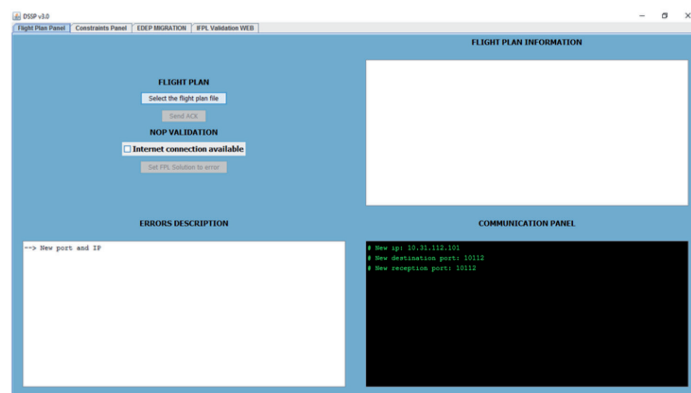 DSSP v3.0
Flight Plan Panel Constraints Panel EDEP MIGRATION IFPL Validation WEB
FLIGHT PLAN INFORMATION
FLIGHT PLAN
Select the flight plan file
Send ACK
NOP VALIDATION
Internet connection available
Set FPL Solution to error
ERRORS DESCRIPTION
--> New port and IP
COMMUNICATION PANEL
# New ip: 10.31.112.101
# New destination port: 10112
# New reception port: 10112